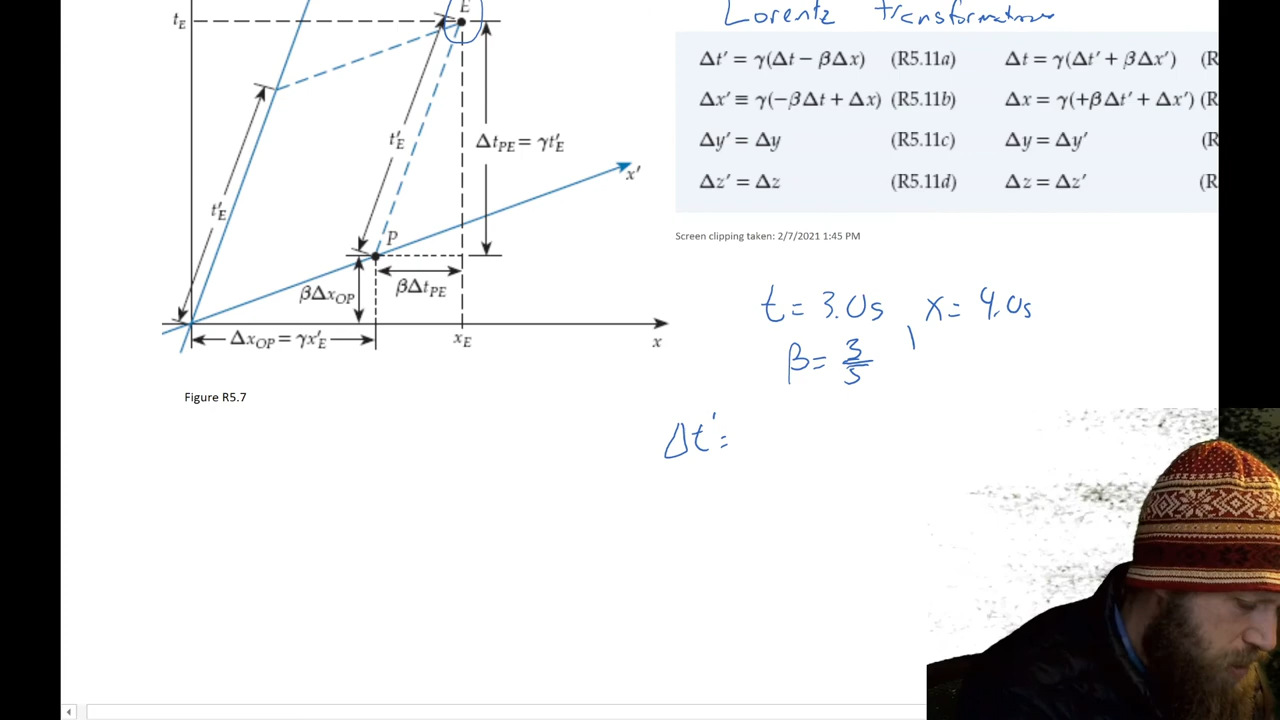 Lorentz transformations
t_E
E
Δt′ = γ(Δt − βΔx) (R5.11a) Δt = γ(Δt′ + βΔx′) (R
Δx′ ≡ γ(−βΔt + Δx) (R5.11b) Δx = γ(+βΔt′ + Δx′) (R
Δy′ = Δy (R5.11c) Δy = Δy′ (R
Δz′ = Δz (R5.11d) Δz = Δz′ (R
t′_E
Δt_PE = γt′_E
x′
t′_E
P
βΔx_OP
βΔt_PE
Δx_OP = γx′_E
x_E
x
Figure R5.7
Screen clipping taken: 2/7/2021 1:45 PM
t = 3.0s x = 4.0s
β = 3/5
Δt′ =